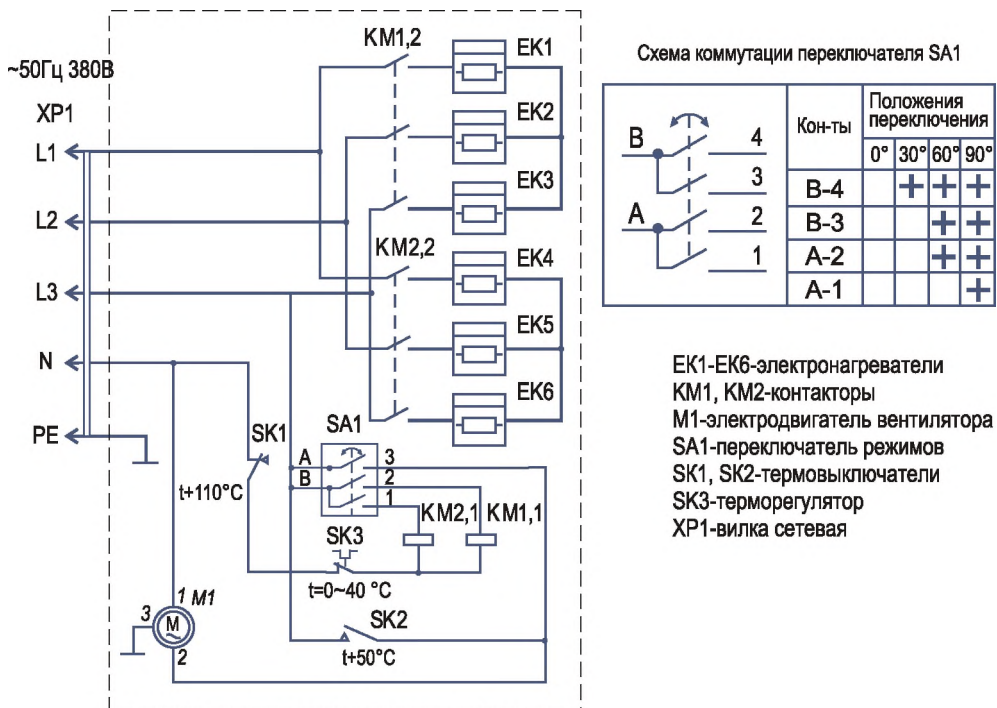 ~50Гц 380В
XP1
L1
L2
L3
N
PE
KM1,2
EK1
EK2
EK3
KM2,2
EK4
EK5
EK6
SK1
t+110°C
SA1
A
B
3
2
1
KM2,1
KM1,1
SK3
t=0~40 °C
SK2
t+50°C
1
M1
3
M
2
Схема коммутации переключателя SA1
B
4
3
A
2
1
Кон-ты
Положения
переключения
0°
30°
60°
90°
B-4
+
+
+
B-3
+
+
A-2
+
+
A-1
+
EK1-EK6-электронагреватели
KM1, KM2-контакторы
M1-электродвигатель вентилятора
SA1-переключатель режимов
SK1, SK2-термовыключатели
SK3-терморегулятор
XP1-вилка сетевая